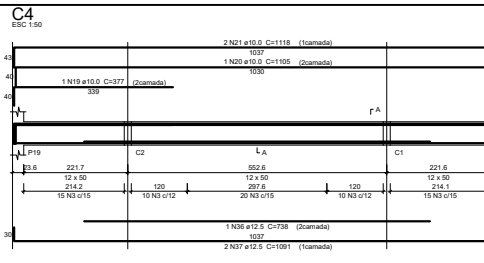 C4
ESC 1:50
2 N21 ø10.0 C=1118 (1camada)
43
1037
1 N20 ø10.0 C=1105 (2camada)
40
1030
1 N19 ø10.0 C=377 (2camada)
40
339
A
P19
C2
A
C1
23.6
221.7
552.6
221.6
12 x 50
12 x 50
12 x 50
214.2
120
297.6
120
214.1
15 N3 c/15
10 N3 c/12
20 N3 c/15
10 N3 c/12
15 N3 c/15
1 N36 ø12.5 C=738 (2camada)
30
1037
2 N37 ø12.5 C=1091 (1camada)